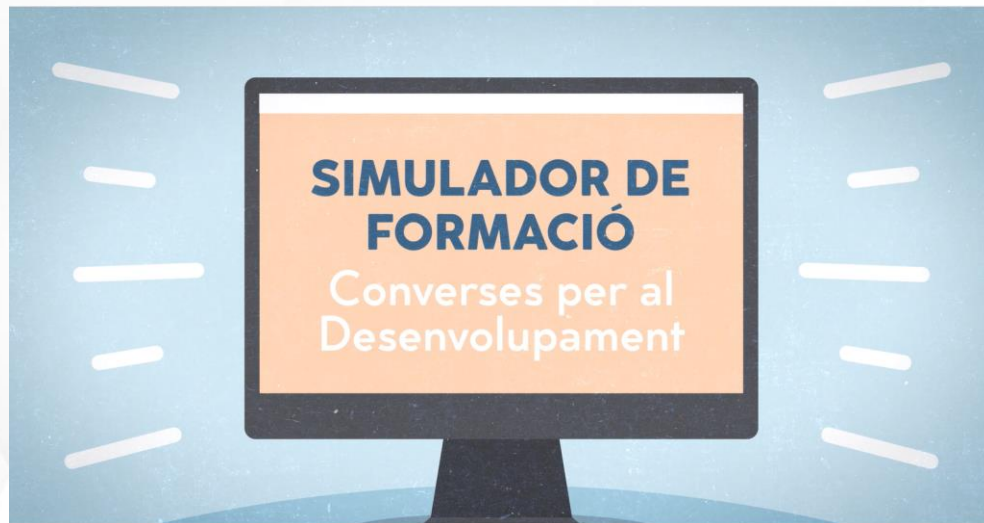 SIMULADOR DE
FORMACIÓ
Converses per al
Desenvolupament